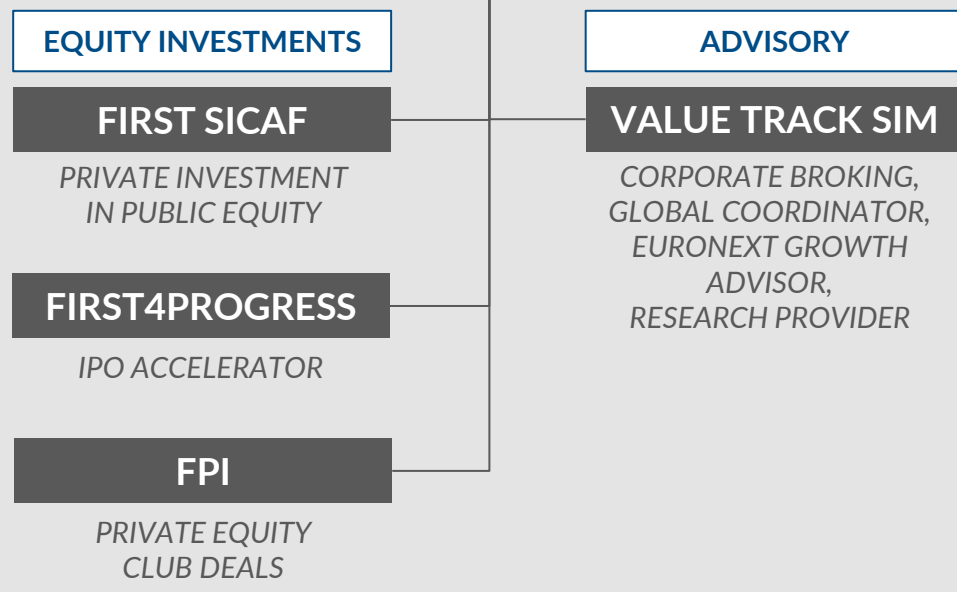 EQUITY INVESTMENTS
FIRST SICAF
PRIVATE INVESTMENT
IN PUBLIC EQUITY
FIRST4PROGRESS
IPO ACCELERATOR
FPI
PRIVATE EQUITY
CLUB DEALS
ADVISORY
VALUE TRACK SIM
CORPORATE BROKING,
GLOBAL COORDINATOR,
EURONEXT GROWTH
ADVISOR,
RESEARCH PROVIDER